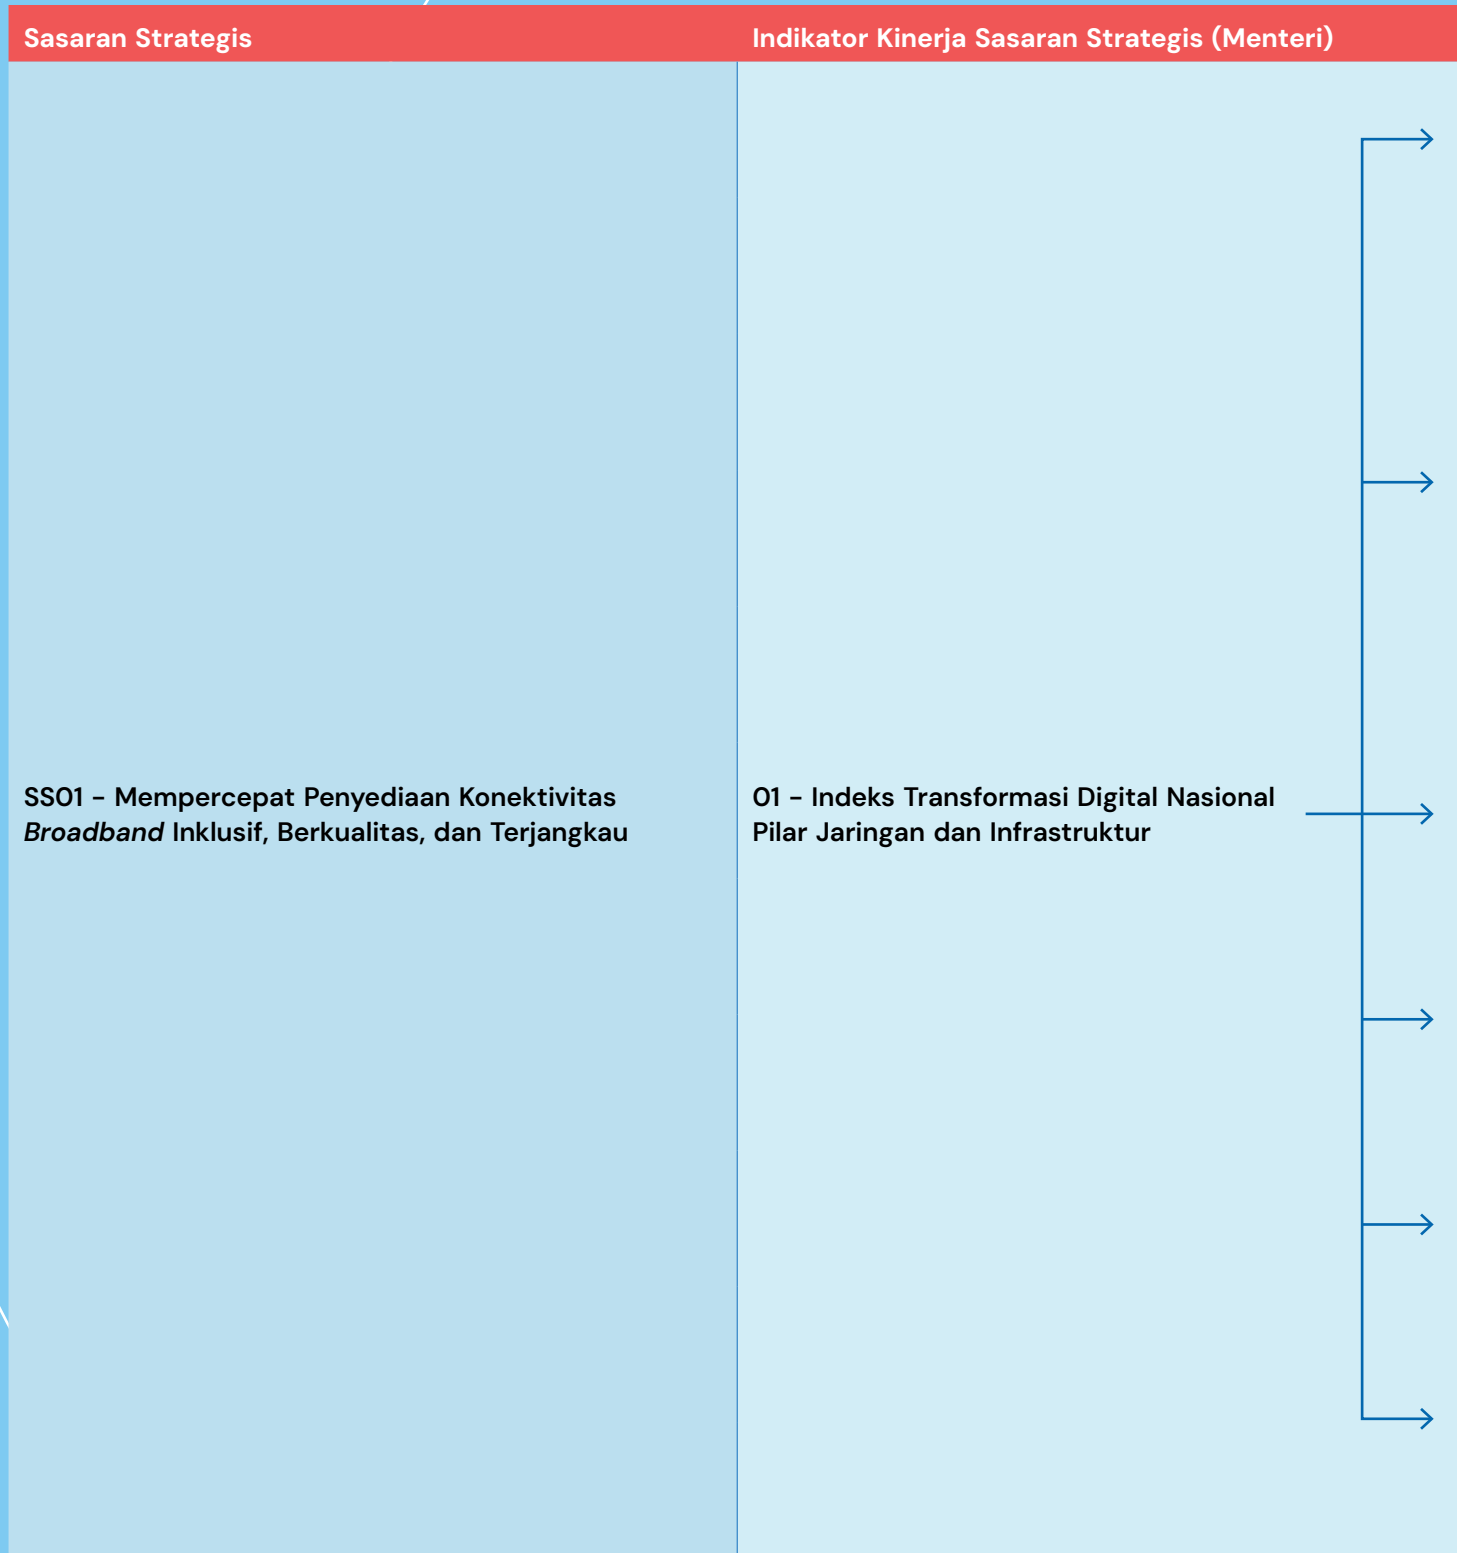 Sasaran Strategis
Indikator Kinerja Sasaran Strategis (Menteri)
SS01 – Mempercepat Penyediaan Konektivitas
Broadband Inklusif, Berkualitas, dan Terjangkau
01 – Indeks Transformasi Digital Nasional
Pilar Jaringan dan Infrastruktur